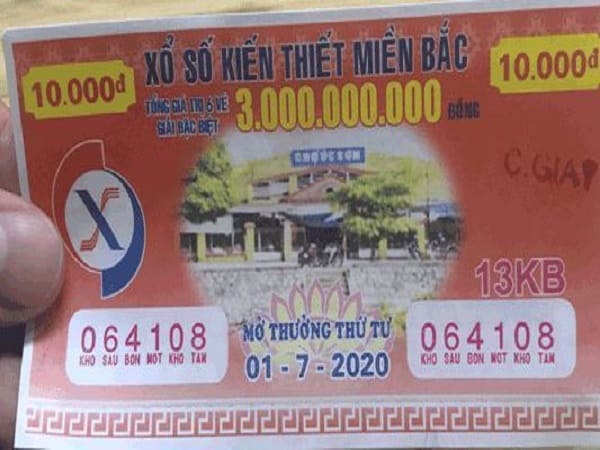 10.000đ
XỔ SỐ KIẾN THIẾT MIỀN BẮC
10.000đ
TỔNG GIÁ TRỊ 6 VÉ
GIẢI ĐẶC BIỆT
3.000.000.000 ĐỒNG
C.GIÁP
13KB
064108
KHO SAU BON MOT KHO TAM
MỞ THƯỞNG THỨ TƯ
01-7-2020
064108
KHO SAU BON MOT KHO TAM